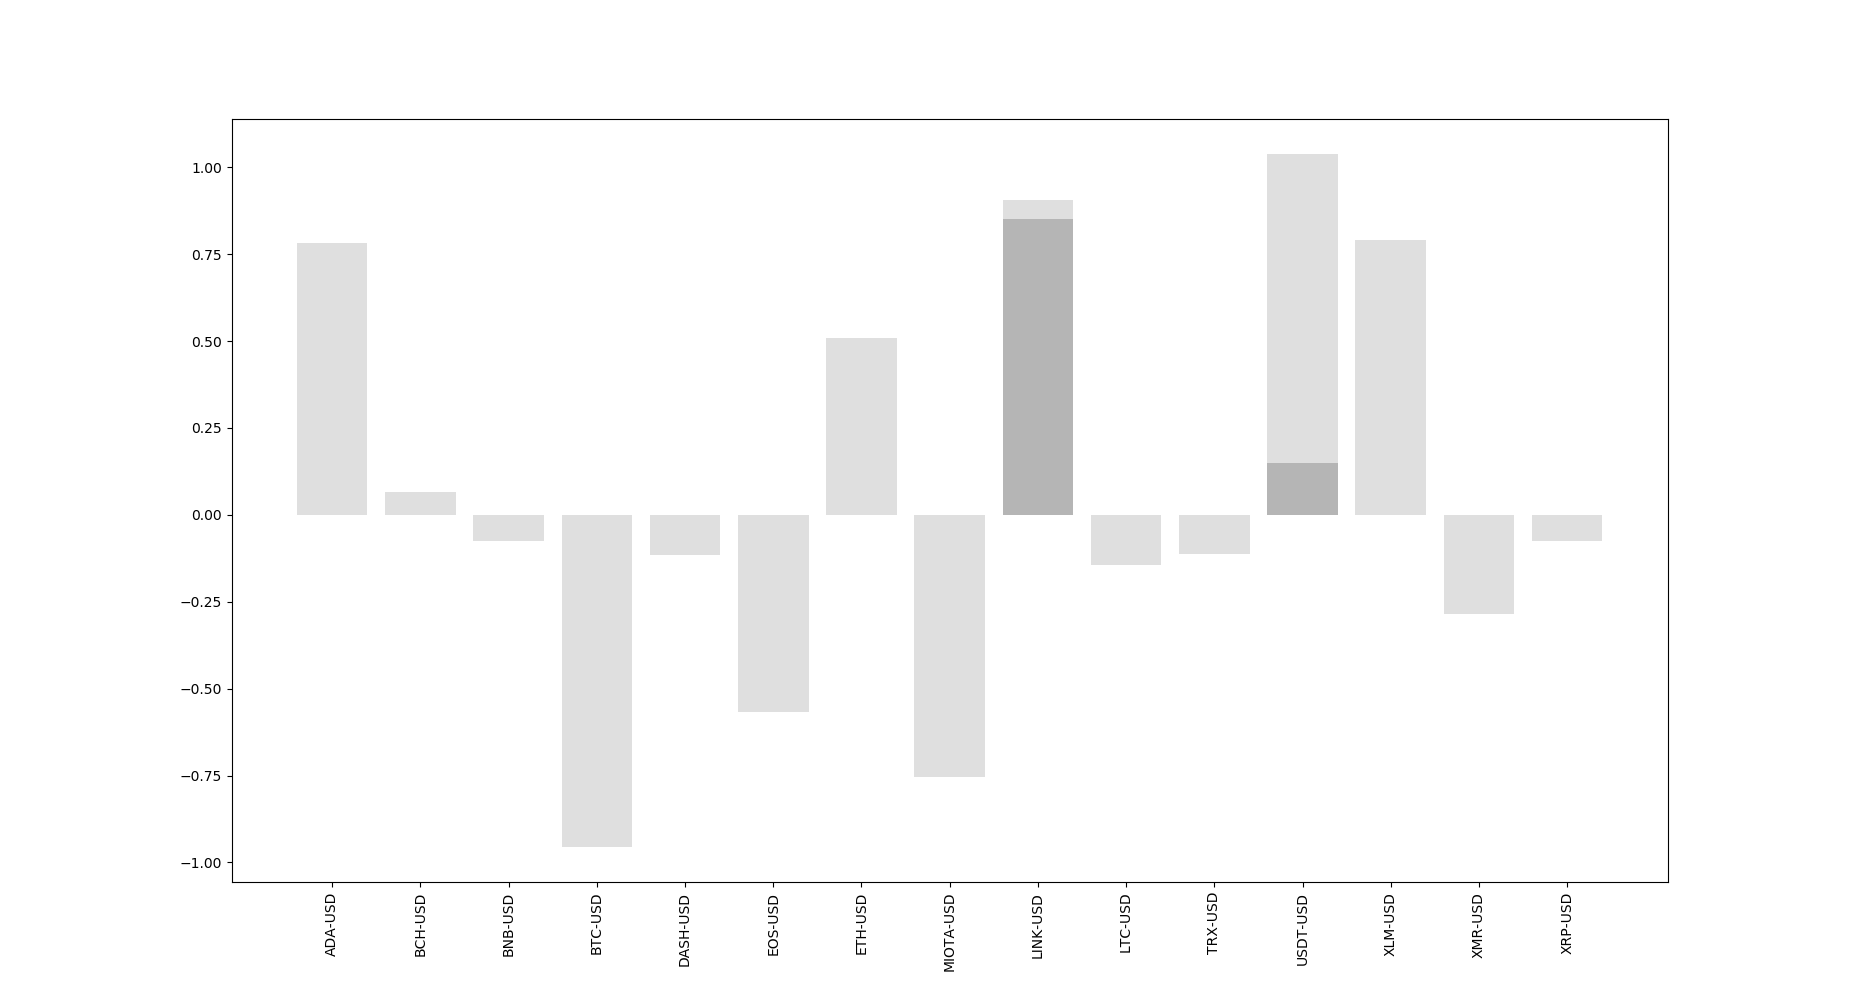 1.00
0.75
0.50
0.25
0.00
−0.25
−0.50
−0.75
−1.00
ADA-USD
BCH-USD
BNB-USD
BTC-USD
DASH-USD
EOS-USD
ETH-USD
MIOTA-USD
LINK-USD
LTC-USD
TRX-USD
USDT-USD
XLM-USD
XMR-USD
XRP-USD